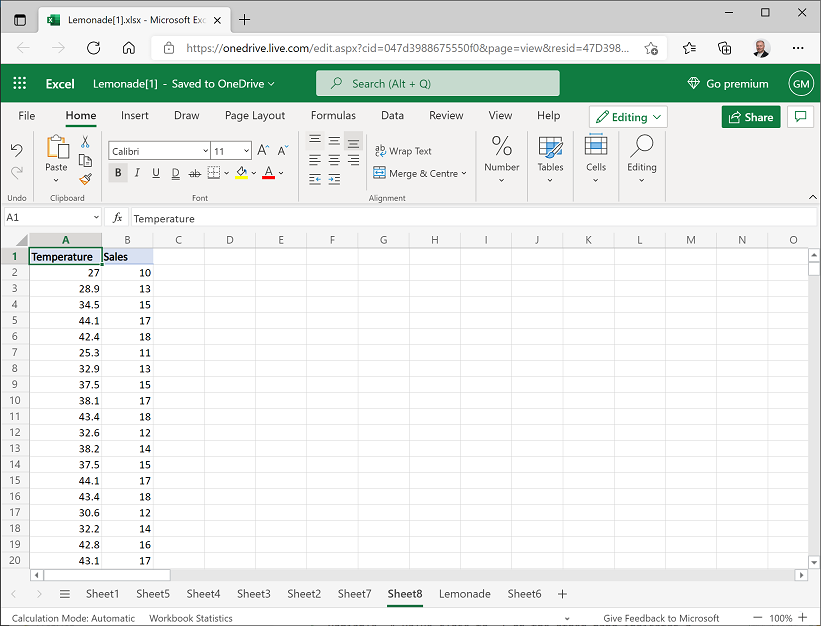 Lemonade[1].xlsx - Microsoft Exc
https://onedrive.live.com/edit.aspx?cid=047d3988675550f0&page=view&resid=47D398...
Excel Lemonade[1] - Saved to OneDrive Search (Alt + Q) Go premium GM
File Home Insert Draw Page Layout Formulas Data Review View Help Editing Share
Calibri 11 Wrap Text
Paste B I U D ab A Merge & Centre Number Tables Cells Editing
Undo Clipboard Font Alignment
A1 fx Temperature
A B C D E F G H I J K L M N O
1 Temperature Sales
2 27 10
3 28.9 13
4 34.5 15
5 44.1 17
6 42.4 18
7 25.3 11
8 32.9 13
9 37.5 15
10 38.1 17
11 43.4 18
12 32.6 12
13 38.2 14
14 37.5 15
15 44.1 17
16 43.4 18
17 30.6 12
18 32.2 14
19 42.8 16
20 43.1 17
Sheet1 Sheet5 Sheet4 Sheet3 Sheet2 Sheet7 Sheet8 Lemonade Sheet6
Calculation Mode: Automatic Workbook Statistics Give Feedback to Microsoft 100%